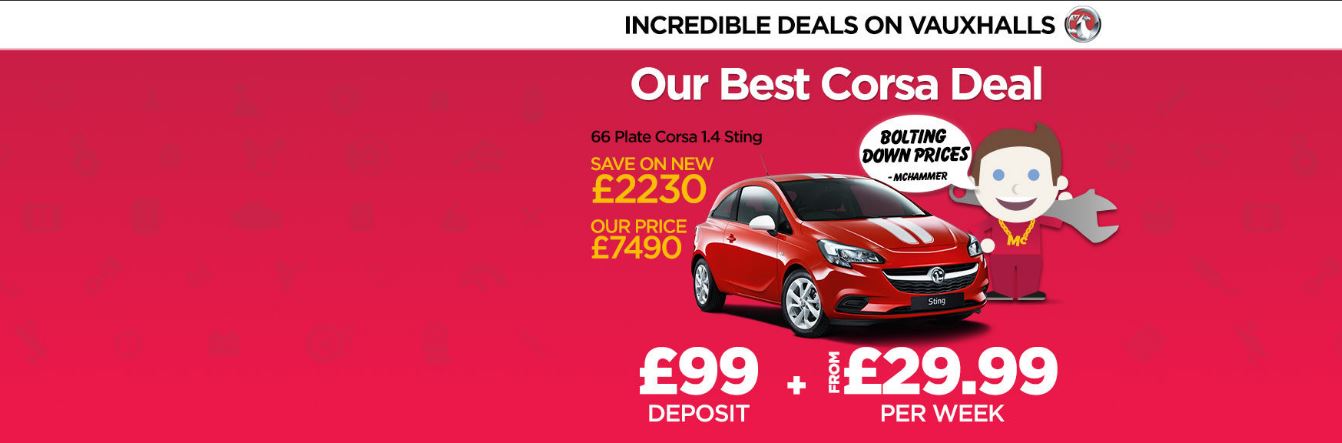 INCREDIBLE DEALS ON VAUXHALLS
Our Best Corsa Deal
66 Plate Corsa 1.4 Sting
SAVE ON NEW
£2230
OUR PRICE
£7490
BOLTING
DOWN PRICES
- MCHAMMER
MC
Sting
£99
DEPOSIT
+
FROM £29.99
PER WEEK